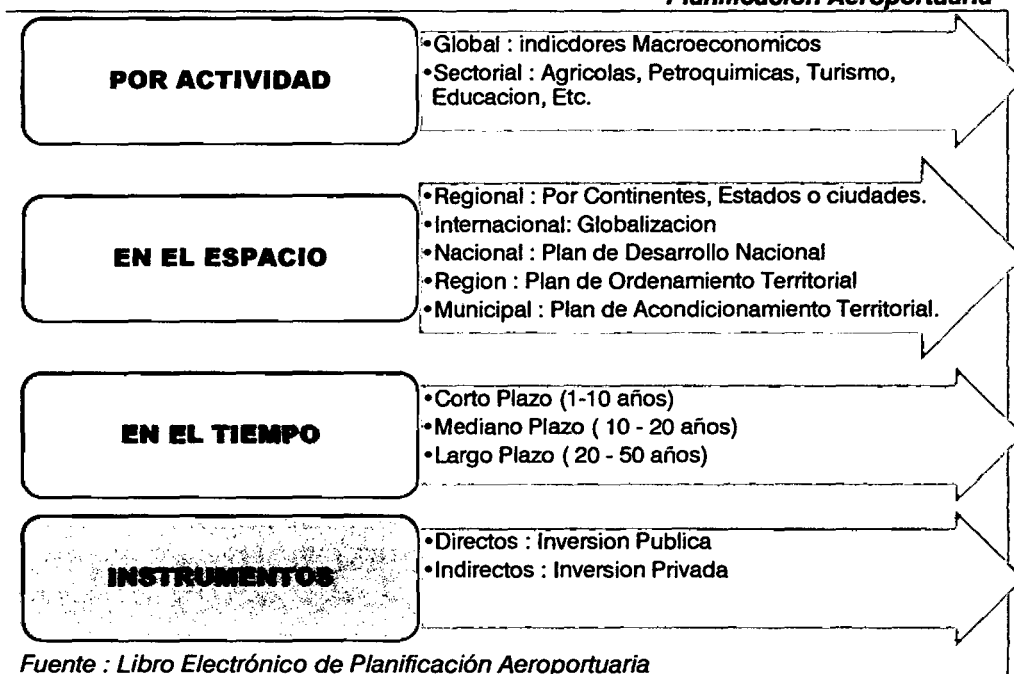 Planificación Aeroportuaria
POR ACTIVIDAD
•Global : indicdores Macroeconomicos
•Sectorial : Agricolas, Petroquimicas, Turismo,
Educacion, Etc.
EN EL ESPACIO
•Regional : Por Continentes, Estados o ciudades.
•Internacional: Globalizacion
•Nacional : Plan de Desarrollo Nacional
•Region : Plan de Ordenamiento Territorial
•Municipal : Plan de Acondicionamiento Territorial.
EN EL TIEMPO
•Corto Plazo (1-10 años)
•Mediano Plazo ( 10 - 20 años)
•Largo Plazo ( 20 - 50 años)
INSTRUMENTOS
•Directos : Inversion Publica
•Indirectos : Inversion Privada
Fuente : Libro Electrónico de Planificación Aeroportuaria